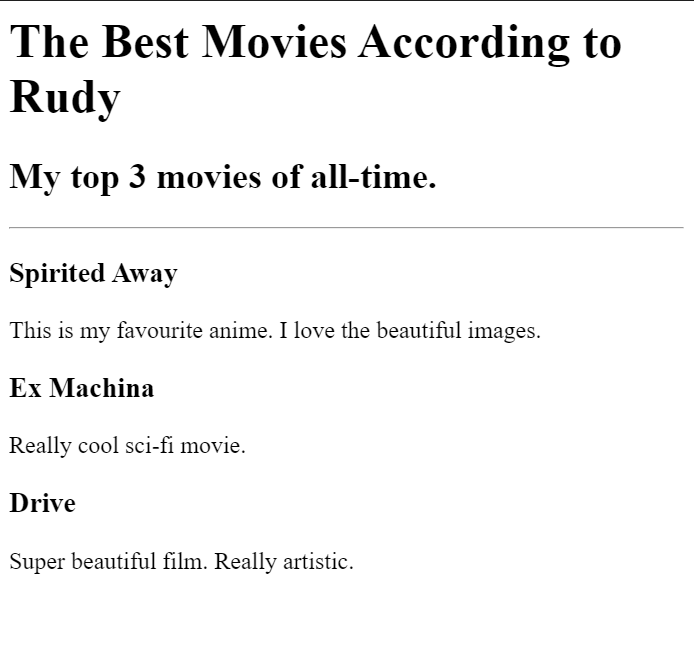 The Best Movies According to
Rudy
My top 3 movies of all-time.
Spirited Away
This is my favourite anime. I love the beautiful images.
Ex Machina
Really cool sci-fi movie.
Drive
Super beautiful film. Really artistic.